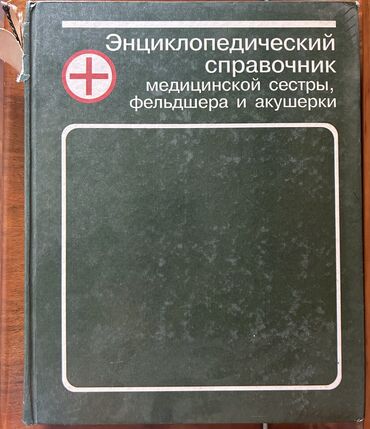 Энциклопедический
справочник
медицинской сестры,
фельдшера и акушерки